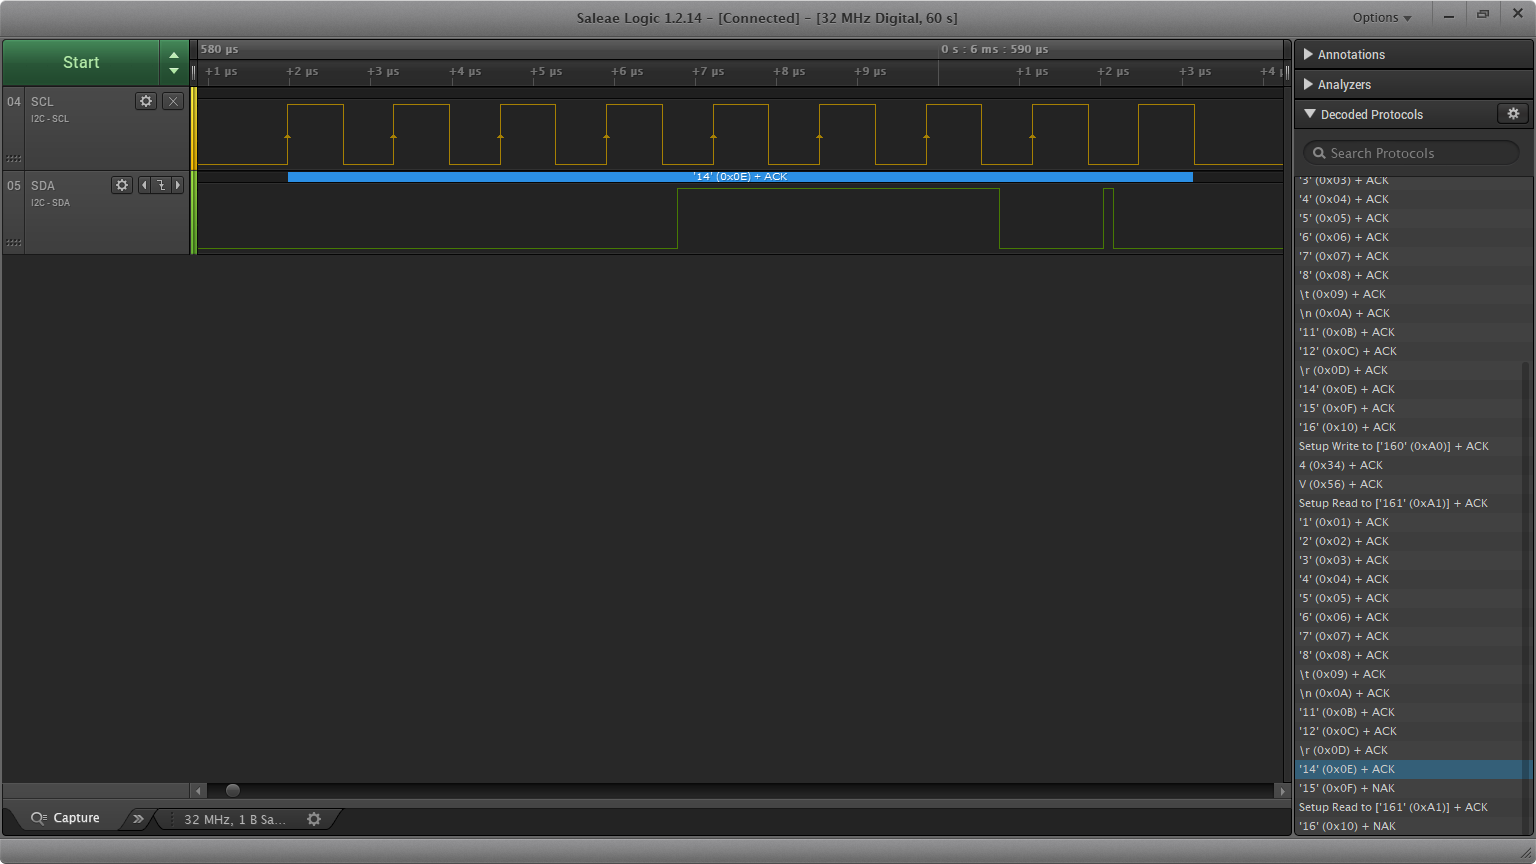 Saleae Logic 1.2.14 - [Connected] - [32 MHz Digital, 60 s]
Options
Start
580 µs
0 s : 6 ms : 590 µs
+1 µs +2 µs +3 µs +4 µs +5 µs +6 µs +7 µs +8 µs +9 µs +1 µs +2 µs +3 µs +4
04 SCL
I2C - SCL
'14' (0x0E) + ACK
05 SDA
I2C - SDA
Annotations
Analyzers
Decoded Protocols
Search Protocols
'3' (0x03) + ACK
'4' (0x04) + ACK
'5' (0x05) + ACK
'6' (0x06) + ACK
'7' (0x07) + ACK
'8' (0x08) + ACK
\t (0x09) + ACK
\n (0x0A) + ACK
'11' (0x0B) + ACK
'12' (0x0C) + ACK
\r (0x0D) + ACK
'14' (0x0E) + ACK
'15' (0x0F) + ACK
'16' (0x10) + ACK
Setup Write to ['160' (0xA0)] + ACK
4 (0x34) + ACK
V (0x56) + ACK
Setup Read to ['161' (0xA1)] + ACK
'1' (0x01) + ACK
'2' (0x02) + ACK
'3' (0x03) + ACK
'4' (0x04) + ACK
'5' (0x05) + ACK
'6' (0x06) + ACK
'7' (0x07) + ACK
'8' (0x08) + ACK
\t (0x09) + ACK
\n (0x0A) + ACK
'11' (0x0B) + ACK
'12' (0x0C) + ACK
\r (0x0D) + ACK
'14' (0x0E) + ACK
'15' (0x0F) + NAK
Setup Read to ['161' (0xA1)] + ACK
'16' (0x10) + NAK
Capture
32 MHz, 1 B Sa...